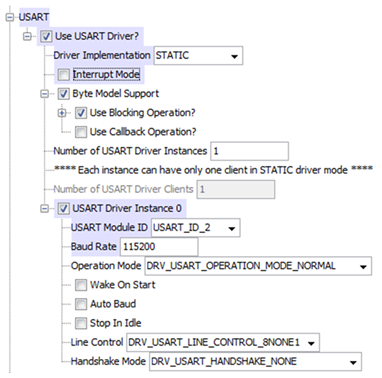 USART
Use USART Driver?
Driver Implementation STATIC
Interrupt Mode
Byte Model Support
Use Blocking Operation?
Use Callback Operation?
Number of USART Driver Instances 1
**** Each instance can have only one client in STATIC driver mode ****
Number of USART Driver Clients 1
USART Driver Instance 0
USART Module ID USART_ID_2
Baud Rate 115200
Operation Mode DRV_USART_OPERATION_MODE_NORMAL
Wake On Start
Auto Baud
Stop In Idle
Line Control DRV_USART_LINE_CONTROL_8NONE1
Handshake Mode DRV_USART_HANDSHAKE_NONE